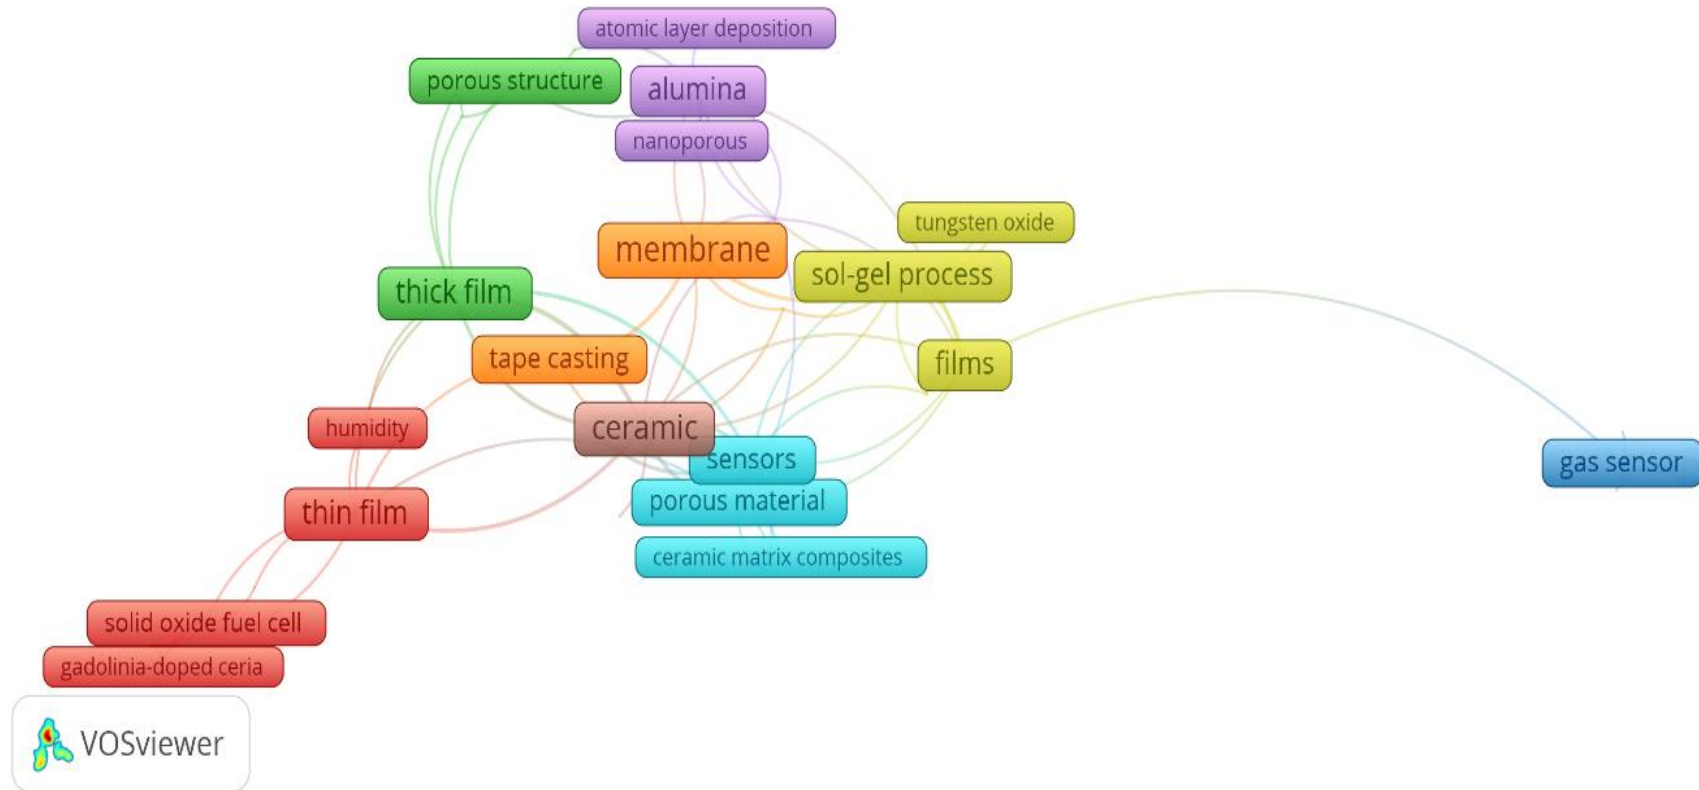 atomic layer deposition
porous structure
alumina
nanoporous
tungsten oxide
membrane
sol-gel process
thick film
tape casting
films
humidity
ceramic
sensors
gas sensor
porous material
thin film
ceramic matrix composites
solid oxide fuel cell
gadolinia-doped ceria
VOSviewer